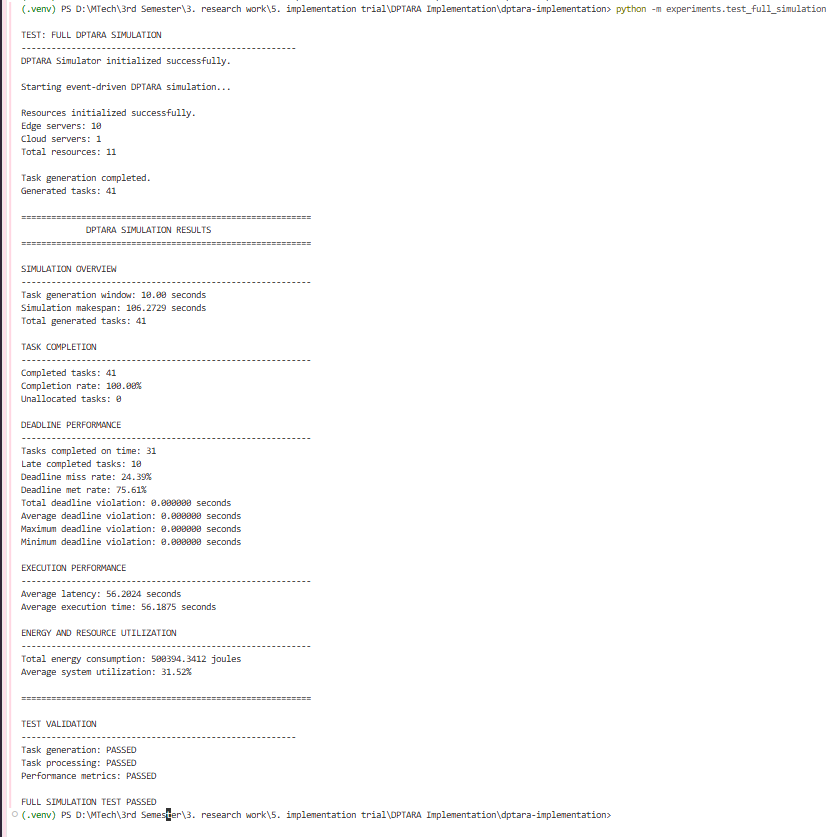 (.venv) PS D:\MTech\3rd Semester\3. research work\5. implementation trial\DPTARA Implementation\dptara-implementation> python -m experiments.test_full_simulation
TEST: FULL DPTARA SIMULATION
------------------------------------------------------
DPTARA Simulator initialized successfully.
Starting event-driven DPTARA simulation...
Resources initialized successfully.
Edge servers: 10
Cloud servers: 1
Total resources: 11
Task generation completed.
Generated tasks: 41
=========================================================
DPTARA SIMULATION RESULTS
=========================================================
SIMULATION OVERVIEW
---------------------------------------------------------
Task generation window: 10.00 seconds
Simulation makespan: 106.2729 seconds
Total generated tasks: 41
TASK COMPLETION
---------------------------------------------------------
Completed tasks: 41
Completion rate: 100.00%
Unallocated tasks: 0
DEADLINE PERFORMANCE
---------------------------------------------------------
Tasks completed on time: 31
Late completed tasks: 10
Deadline miss rate: 24.39%
Deadline met rate: 75.61%
Total deadline violation: 0.000000 seconds
Average deadline violation: 0.000000 seconds
Maximum deadline violation: 0.000000 seconds
Minimum deadline violation: 0.000000 seconds
EXECUTION PERFORMANCE
---------------------------------------------------------
Average latency: 56.2024 seconds
Average execution time: 56.1875 seconds
ENERGY AND RESOURCE UTILIZATION
---------------------------------------------------------
Total energy consumption: 500394.3412 joules
Average system utilization: 31.52%
=========================================================
TEST VALIDATION
------------------------------------------------------
Task generation: PASSED
Task processing: PASSED
Performance metrics: PASSED
FULL SIMULATION TEST PASSED
(.venv) PS D:\MTech\3rd Semester\3. research work\5. implementation trial\DPTARA Implementation\dptara-implementation>